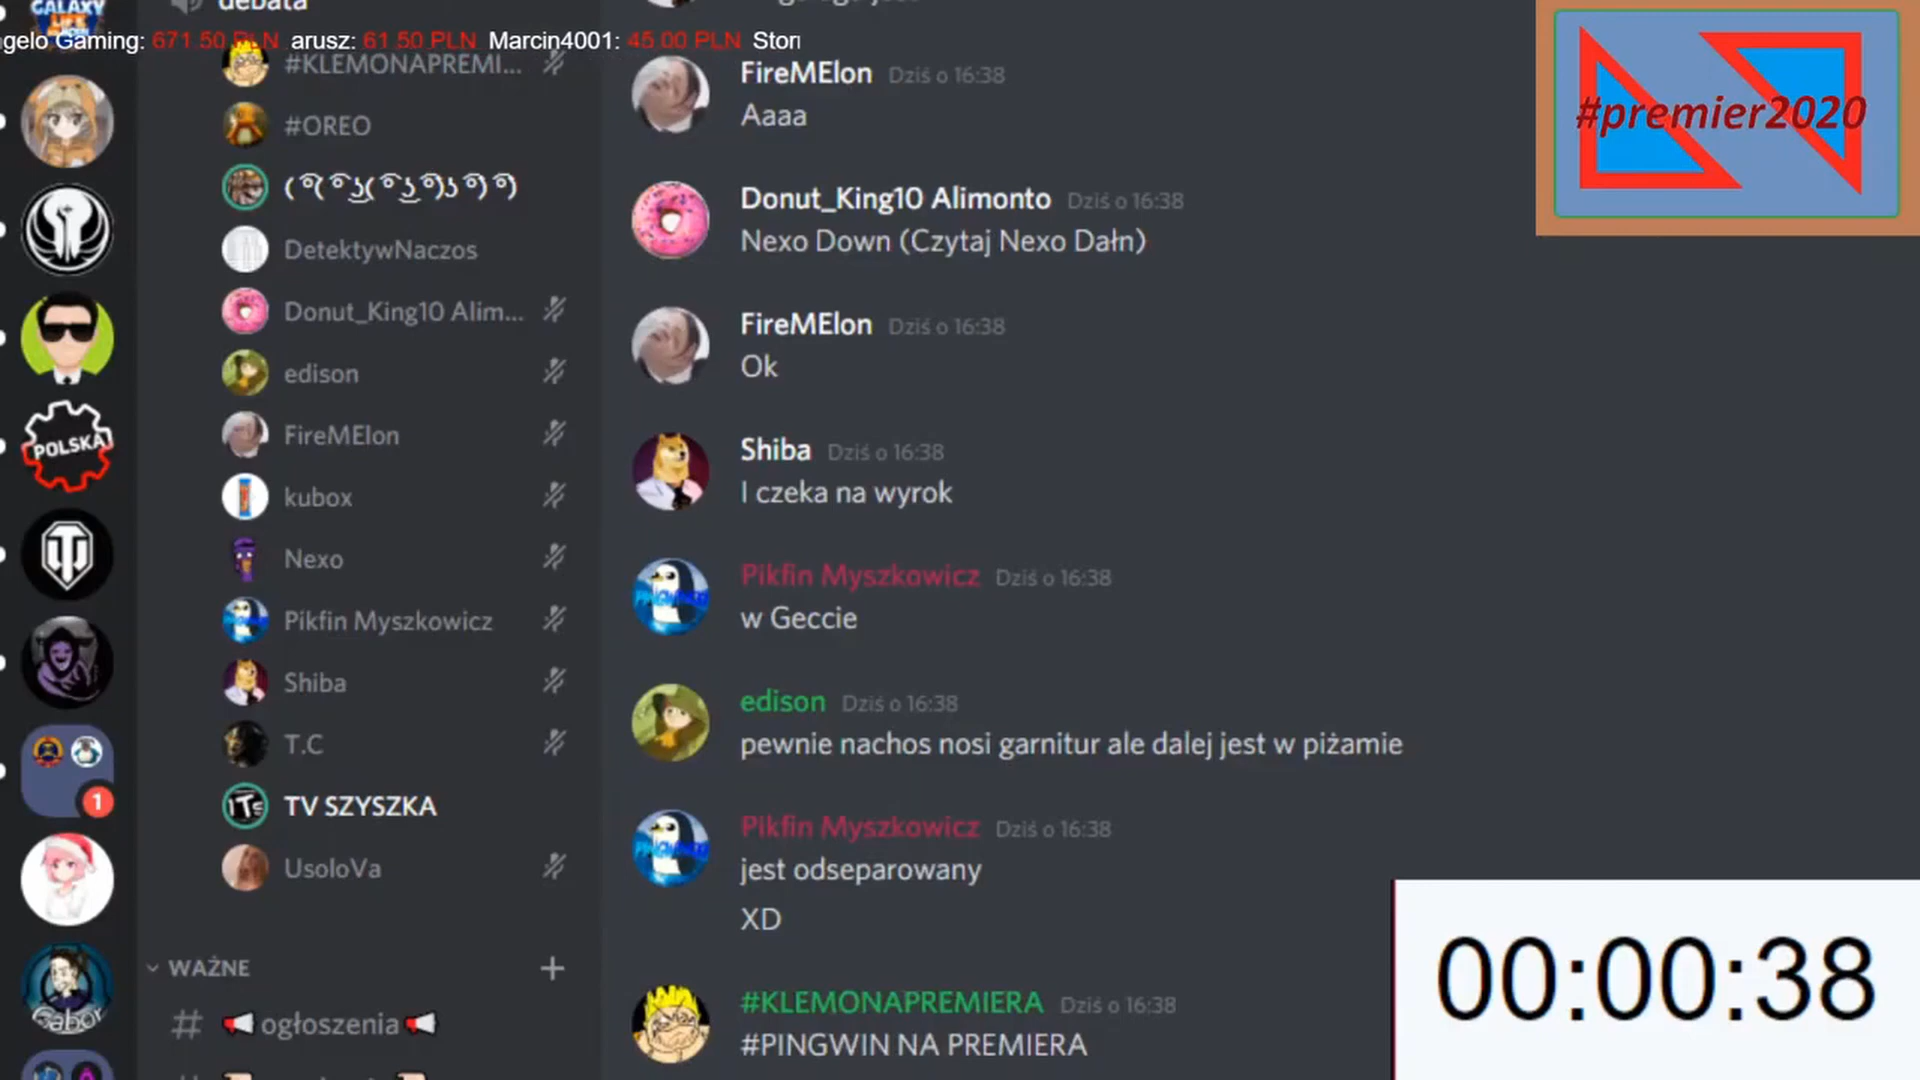 GALAXY
LIFE
debata
gelo Gaming: 671.50 PLN arusz: 61.50 PLN Marcin4001: 45.00 PLN
#KLEMONAPREMI...
#OREO
DetektywNaczos
Donut_King10 Alim...
edison
FireMElon
kubox
Nexo
Pikfin Myszkowicz
Shiba
T.C
TV SZYSZKA
UsoloVa
POLSKA
1
Gabor
WAŻNE
# ogłoszenia
FireMElon Dziś o 16:38
Aaaa
Donut_King10 Alimonto Dziś o 16:38
Nexo Down (Czytaj Nexo Dałn)
FireMElon Dziś o 16:38
Ok
Shiba Dziś o 16:38
I czeka na wyrok
Pikfin Myszkowicz Dziś o 16:38
w Geccie
edison Dziś o 16:38
pewnie nachos nosi garnitur ale dalej jest w piżamie
Pikfin Myszkowicz Dziś o 16:38
jest odseparowany
XD
#KLEMONAPREMIERA Dziś o 16:38
#PINGWIN NA PREMIERA
#premier2020
00:00:38